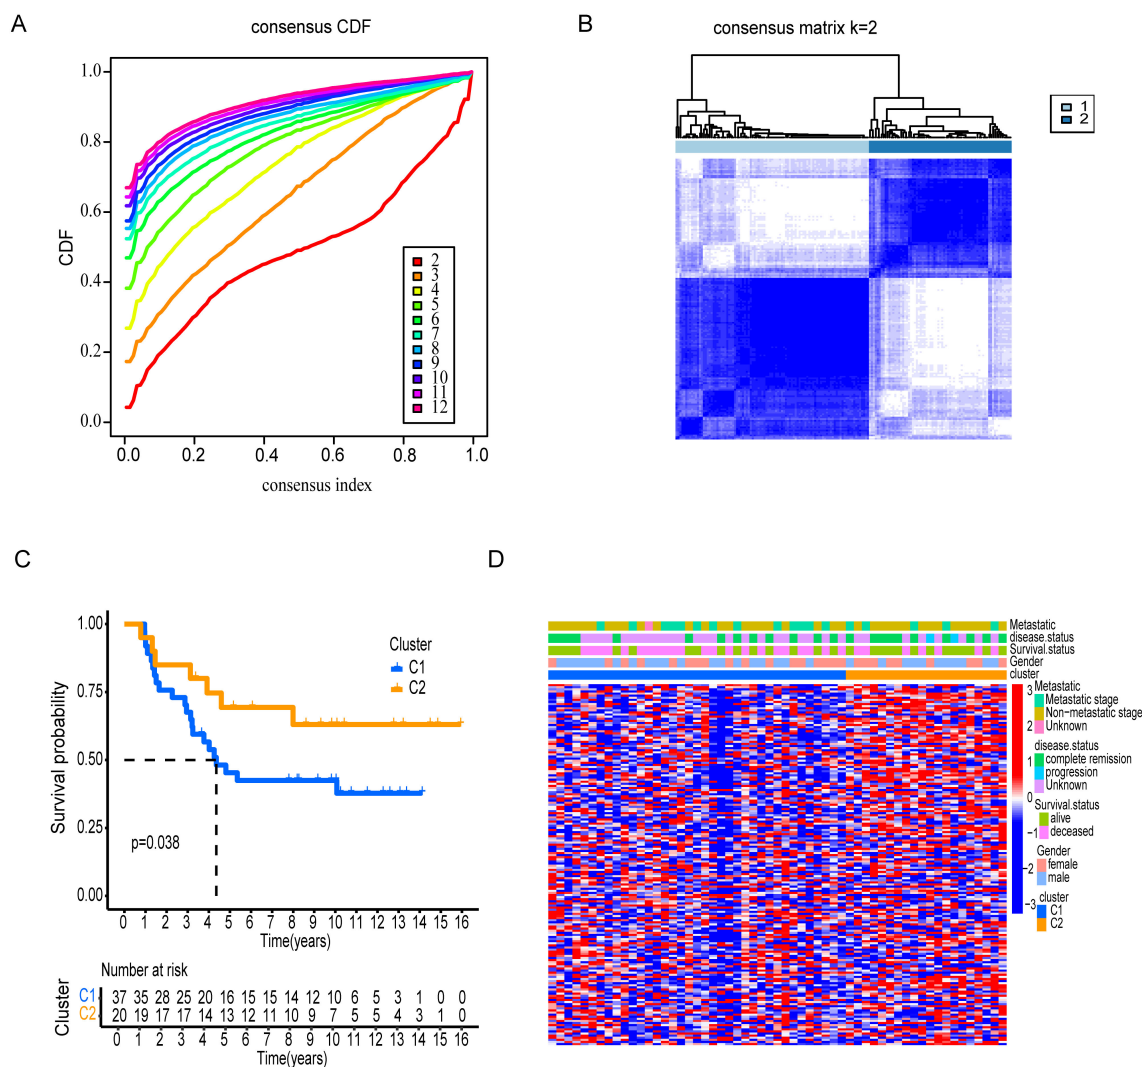 A
consensus CDF
1.0
0.8
0.6
0.4
0.2
0.0
CDF
2
3
4
5
6
7
8
9
10
11
12
0.0 0.2 0.4 0.6 0.8 1.0
consensus index
B
consensus matrix k=2
1
2
C
1.00
0.75
0.50
0.25
0.00
Survival probability
Cluster
C1
C2
p=0.038
0 1 2 3 4 5 6 7 8 9 10 11 12 13 14 15 16
Time(years)
Number at risk
Cluster
C1 37 35 28 25 20 16 15 15 14 12 10 6 5 3 1 0 0
C2 20 19 17 17 14 13 12 11 10 9 7 5 5 4 3 1 0
0 1 2 3 4 5 6 7 8 9 10 11 12 13 14 15 16
Time(years)
D
Metastatic
disease.status
Survival.status
Gender
cluster
3
2
1
0
−1
−2
−3
Metastatic
Metastatic stage
Non-metastatic stage
Unknown
disease.status
complete remission
progression
Unknown
Survival.status
alive
deceased
Gender
female
male
cluster
C1
C2